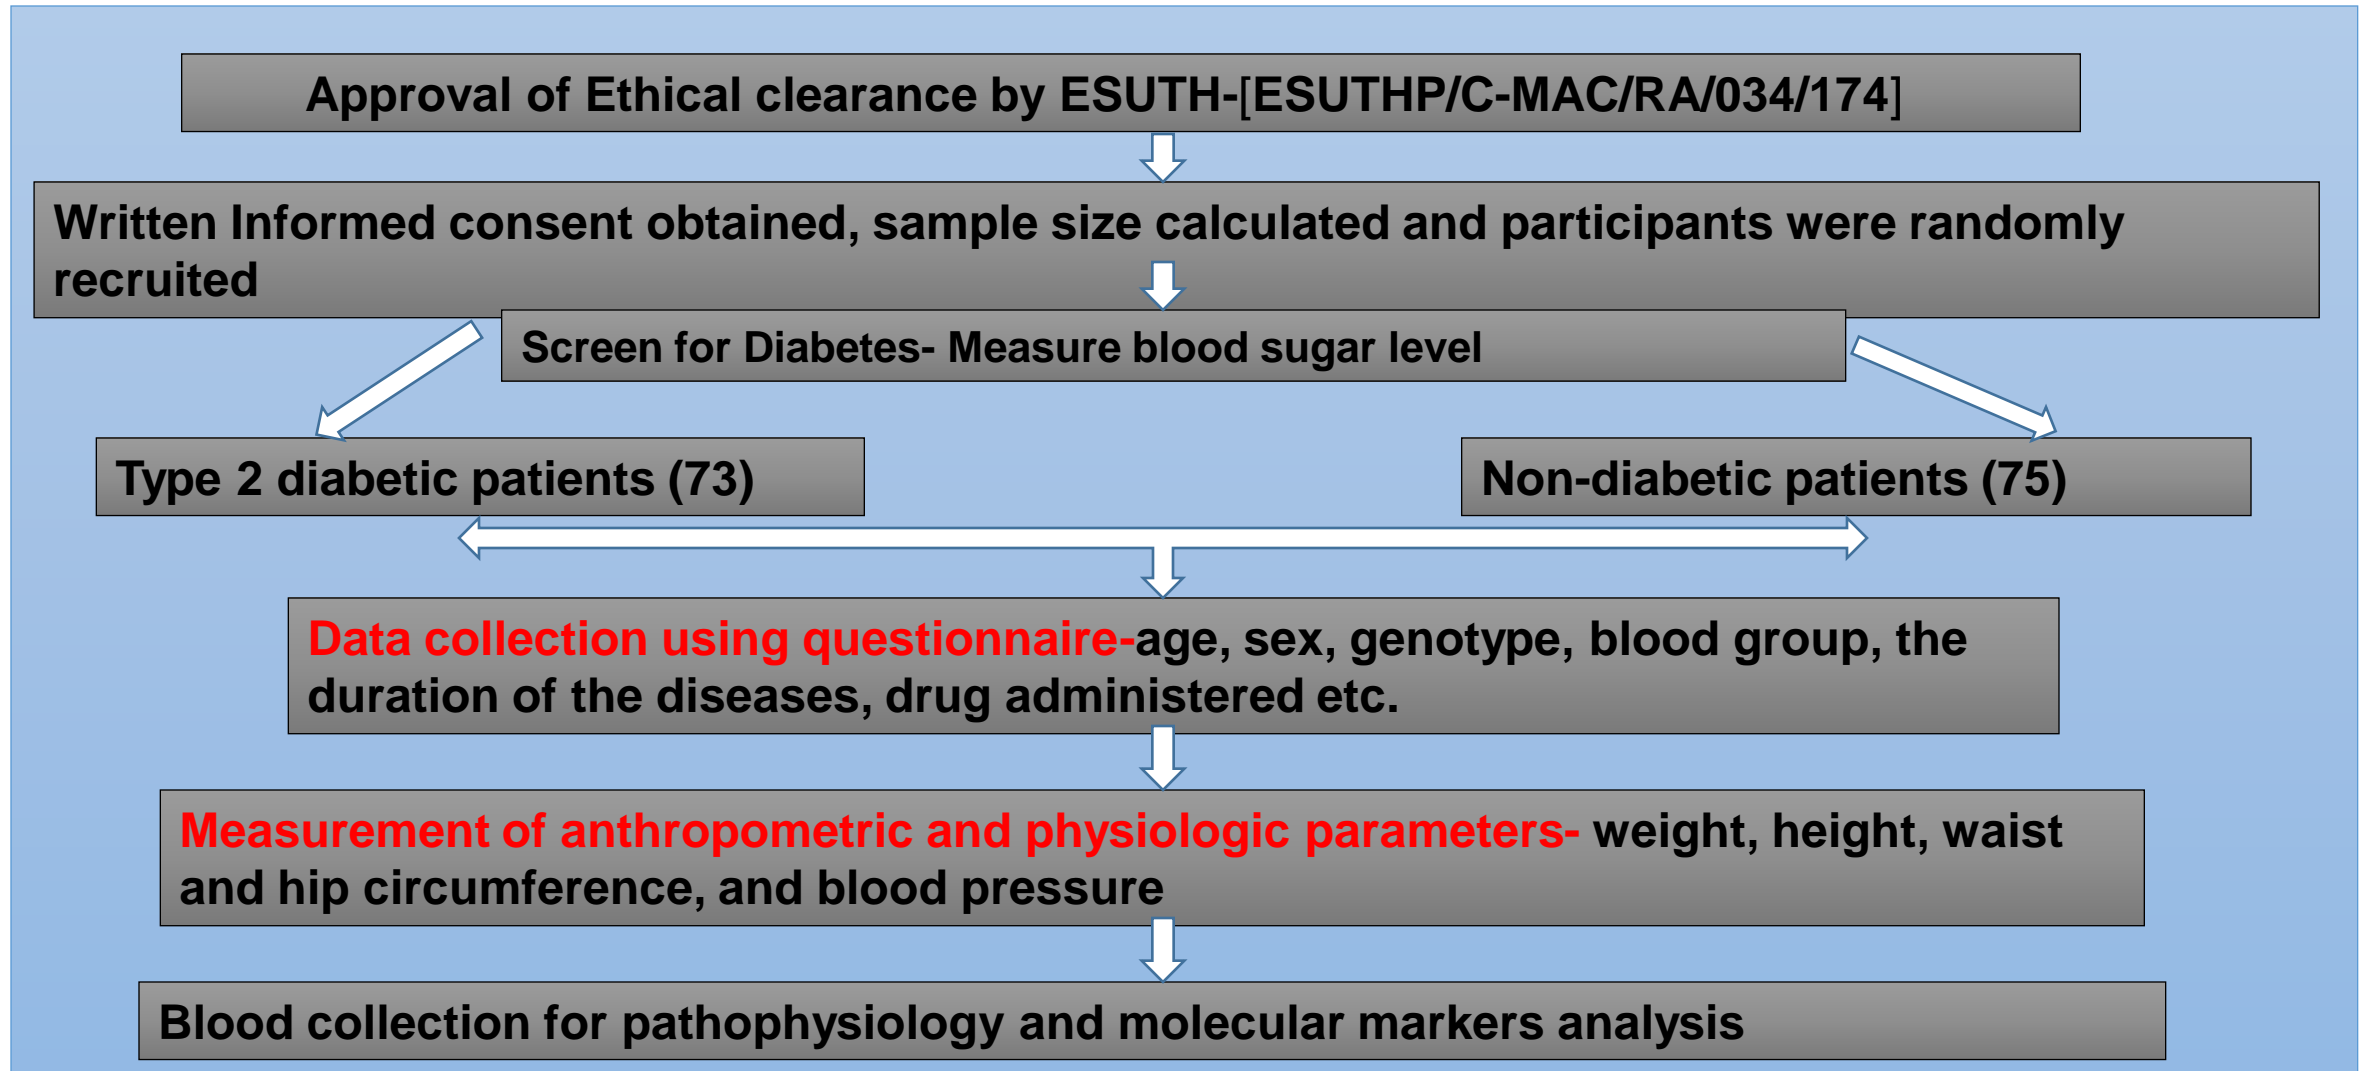 Approval of Ethical clearance by ESUTH-[ESUTHP/C-MAC/RA/034/174]
Written Informed consent obtained, sample size calculated and participants were randomly
recruited
Screen for Diabetes- Measure blood sugar level
Type 2 diabetic patients (73)
Non-diabetic patients (75)
Data collection using questionnaire-age, sex, genotype, blood group, the
duration of the diseases, drug administered etc.
Measurement of anthropometric and physiologic parameters- weight, height, waist
and hip circumference, and blood pressure
Blood collection for pathophysiology and molecular markers analysis